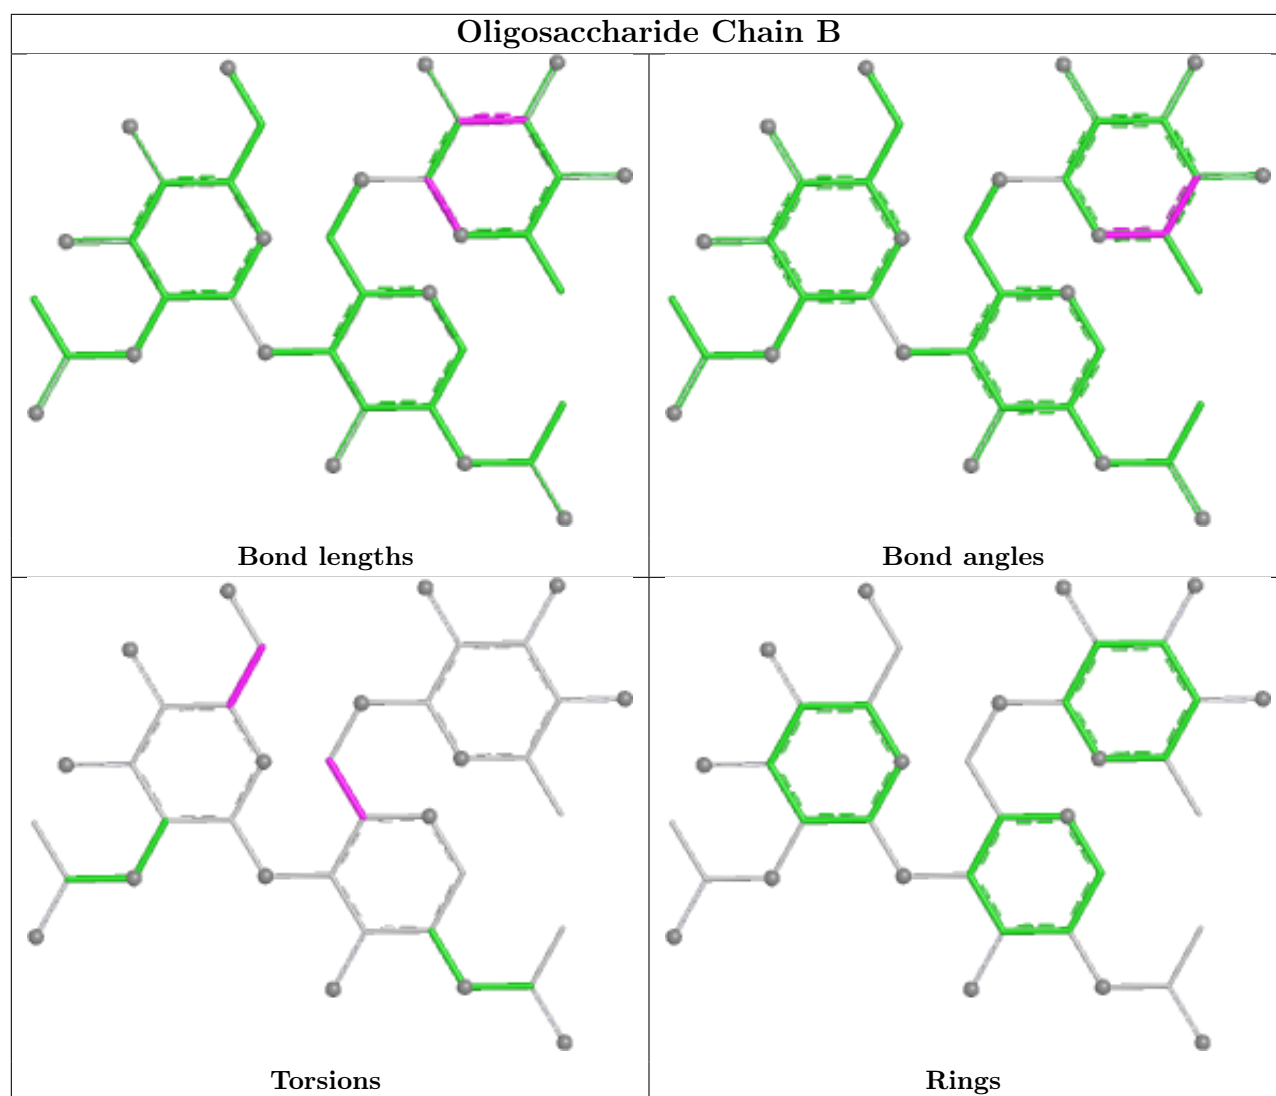 Oligosaccharide Chain B
Bond lengths
Bond angles
Torsions
Rings